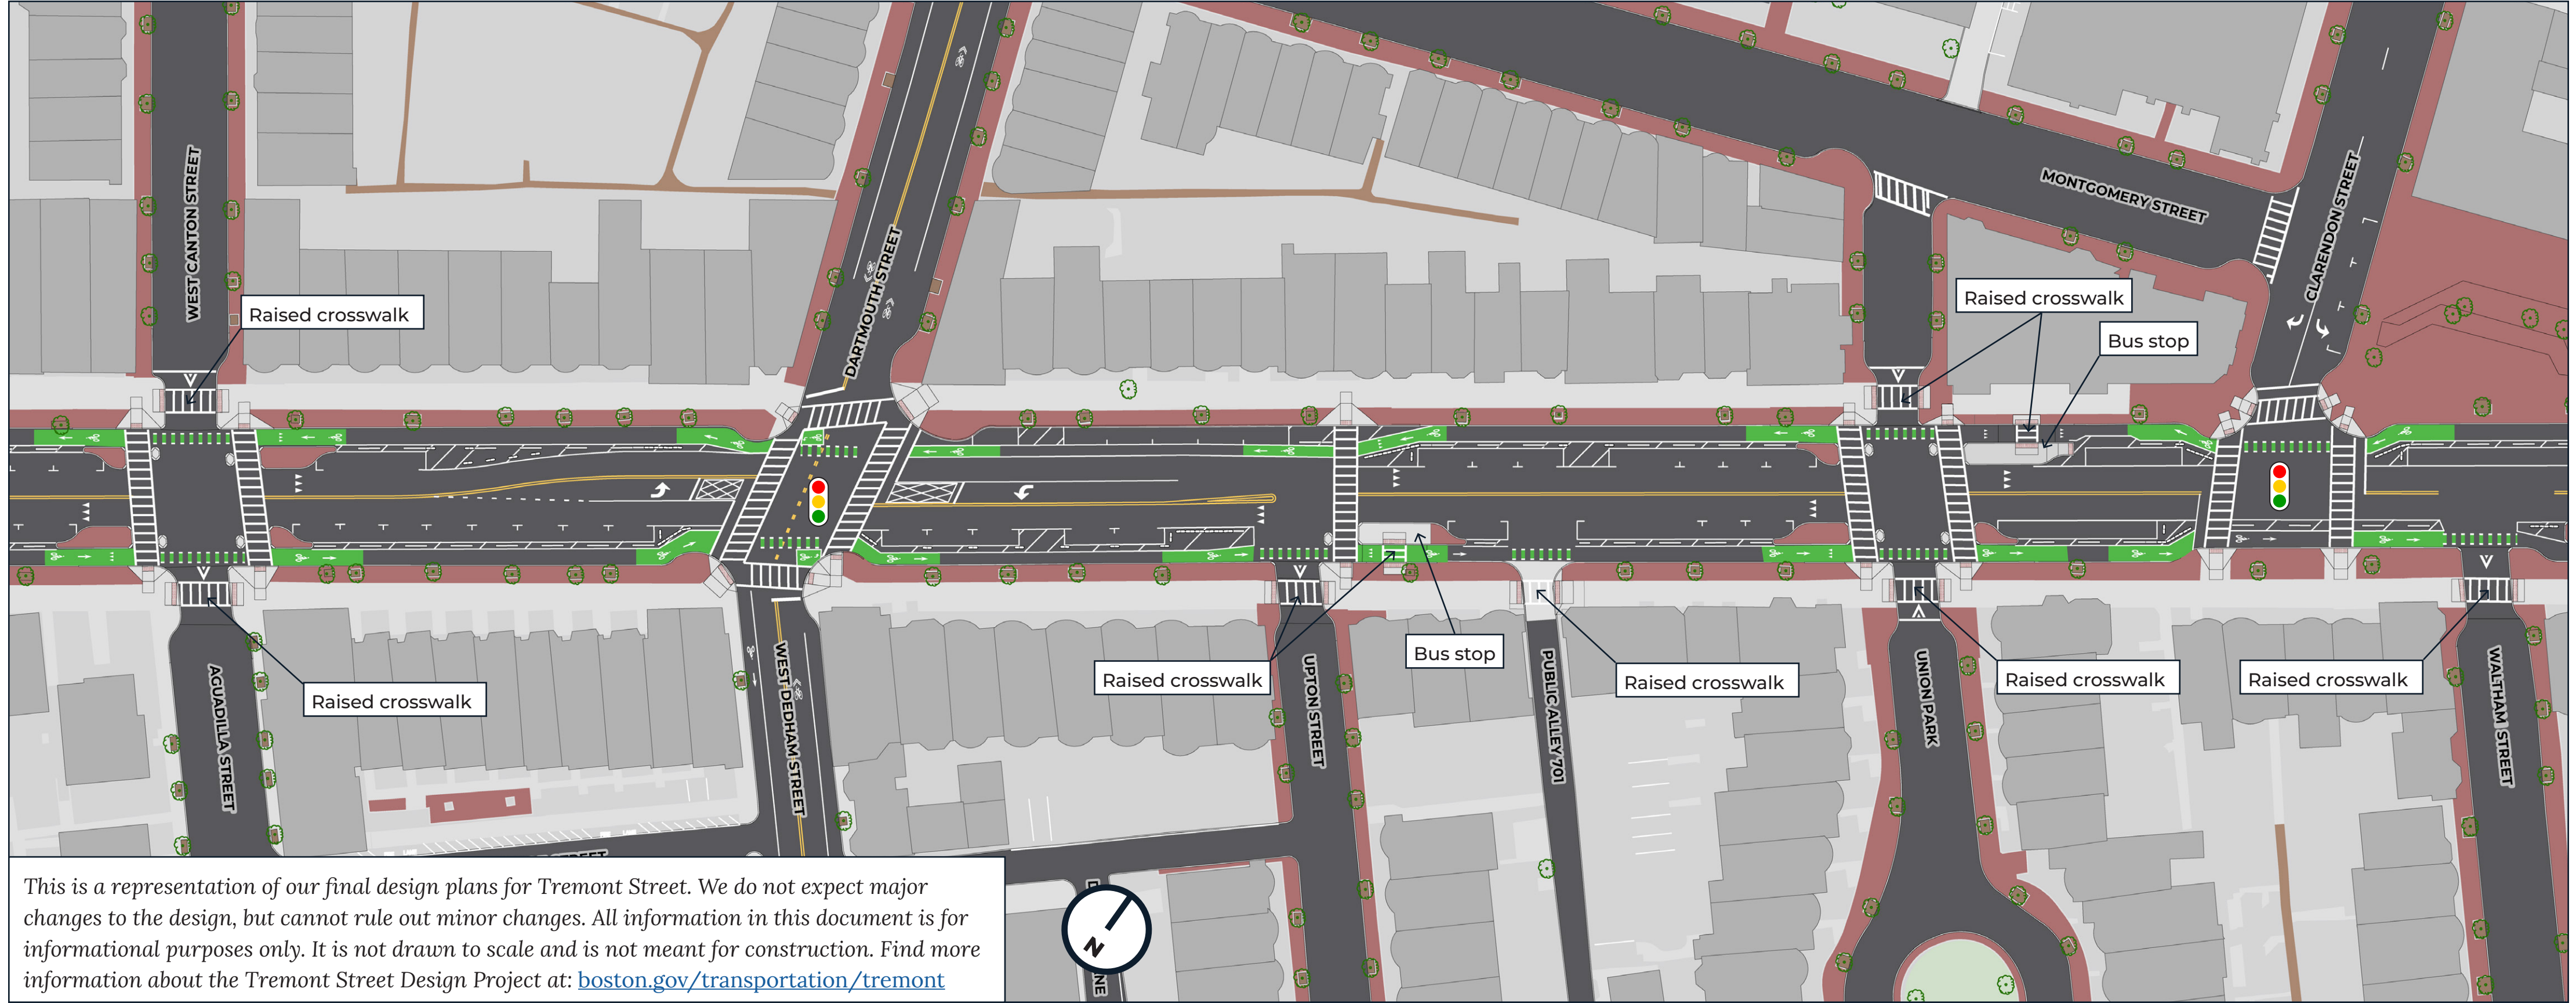 WEST CANTON STREET
DARTMOUTH STREET
MONTGOMERY STREET
CLARENDON STREET
Raised crosswalk
Raised crosswalk
Bus stop
Raised crosswalk
Raised crosswalk
Bus stop
Raised crosswalk
Raised crosswalk
Raised crosswalk
AGUADILLA STREET
WEST DEDHAM STREET
UPTON STREET
PUBLIC ALLEY 701
UNION PARK
WALTHAM STREET
STREET
This is a representation of our final design plans for Tremont Street. We do not expect major
changes to the design, but cannot rule out minor changes. All information in this document is for
informational purposes only. It is not drawn to scale and is not meant for construction. Find more
information about the Tremont Street Design Project at: boston.gov/transportation/tremont
N